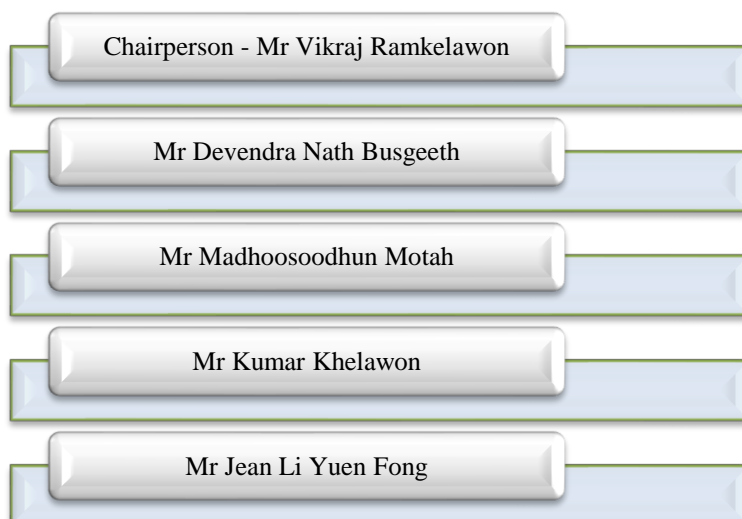 Chairperson - Mr Vikraj Ramkelawon
Mr Devendra Nath Busgeeth
Mr Madhoosoodhun Motah
Mr Kumar Khelawon
Mr Jean Li Yuen Fong